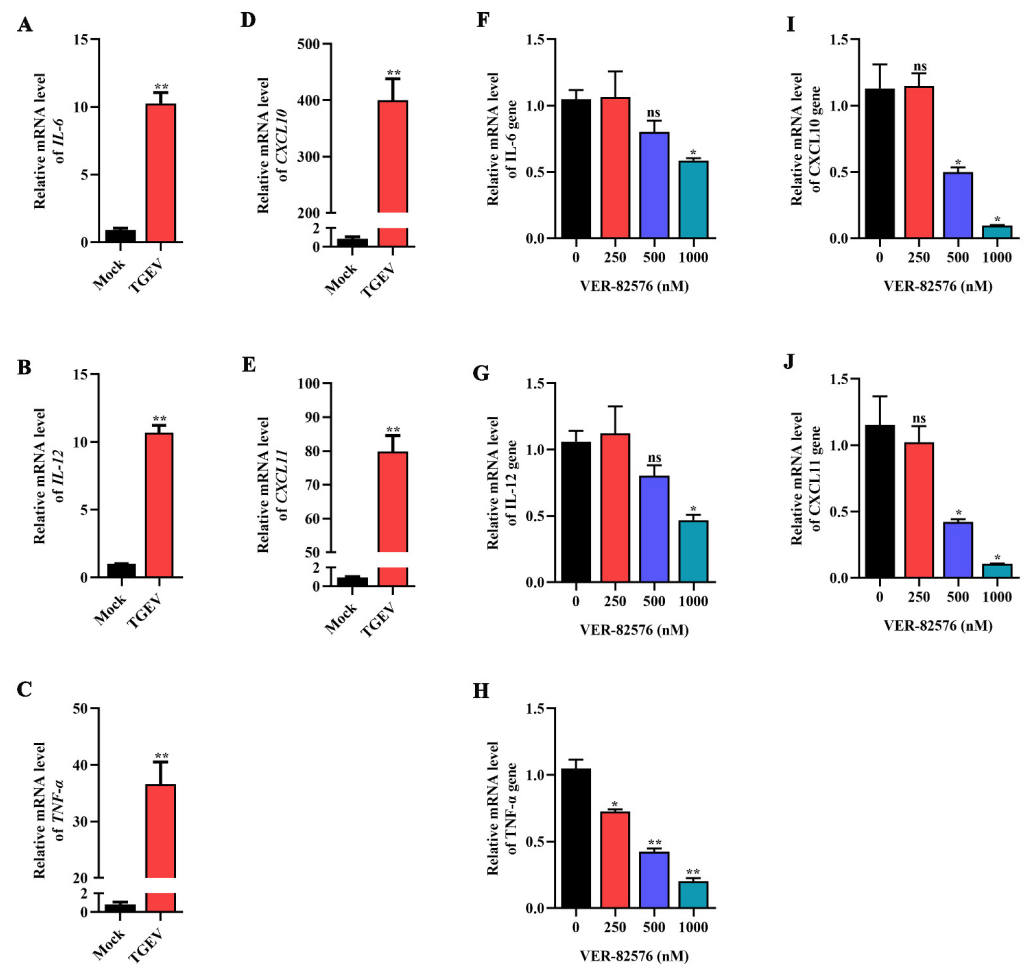 A
Relative mRNA level
of IL-6
15
10
5
0
**
Mock
TGEV
D
Relative mRNA level
of CXCL10
500
400
300
200
2
0
**
Mock
TGEV
F
Relative mRNA level
of IL-6 gene
1.5
1.0
0.5
0.0
ns
*
0 250 500 1000
VER-82576 (nM)
I
Relative mRNA level
of CXCL10 gene
1.5
1.0
0.5
0.0
ns
*
*
0 250 500 1000
VER-82576 (nM)
B
Relative mRNA level
of IL-12
15
10
5
0
**
Mock
TGEV
E
Relative mRNA level
of CXCL11
100
90
80
70
60
50
2
0
**
Mock
TGEV
G
Relative mRNA level
of IL-12 gene
1.5
1.0
0.5
0.0
ns
*
0 250 500 1000
VER-82576 (nM)
J
Relative mRNA level
of CXCL11 gene
1.5
1.0
0.5
0.0
ns
*
*
0 250 500 1000
VER-82576 (nM)
C
Relative mRNA level
of TNF-α
50
40
30
20
2
0
**
Mock
TGEV
H
Relative mRNA level
of TNF-α gene
1.5
1.0
0.5
0.0
*
**
**
0 250 500 1000
VER-82576 (nM)